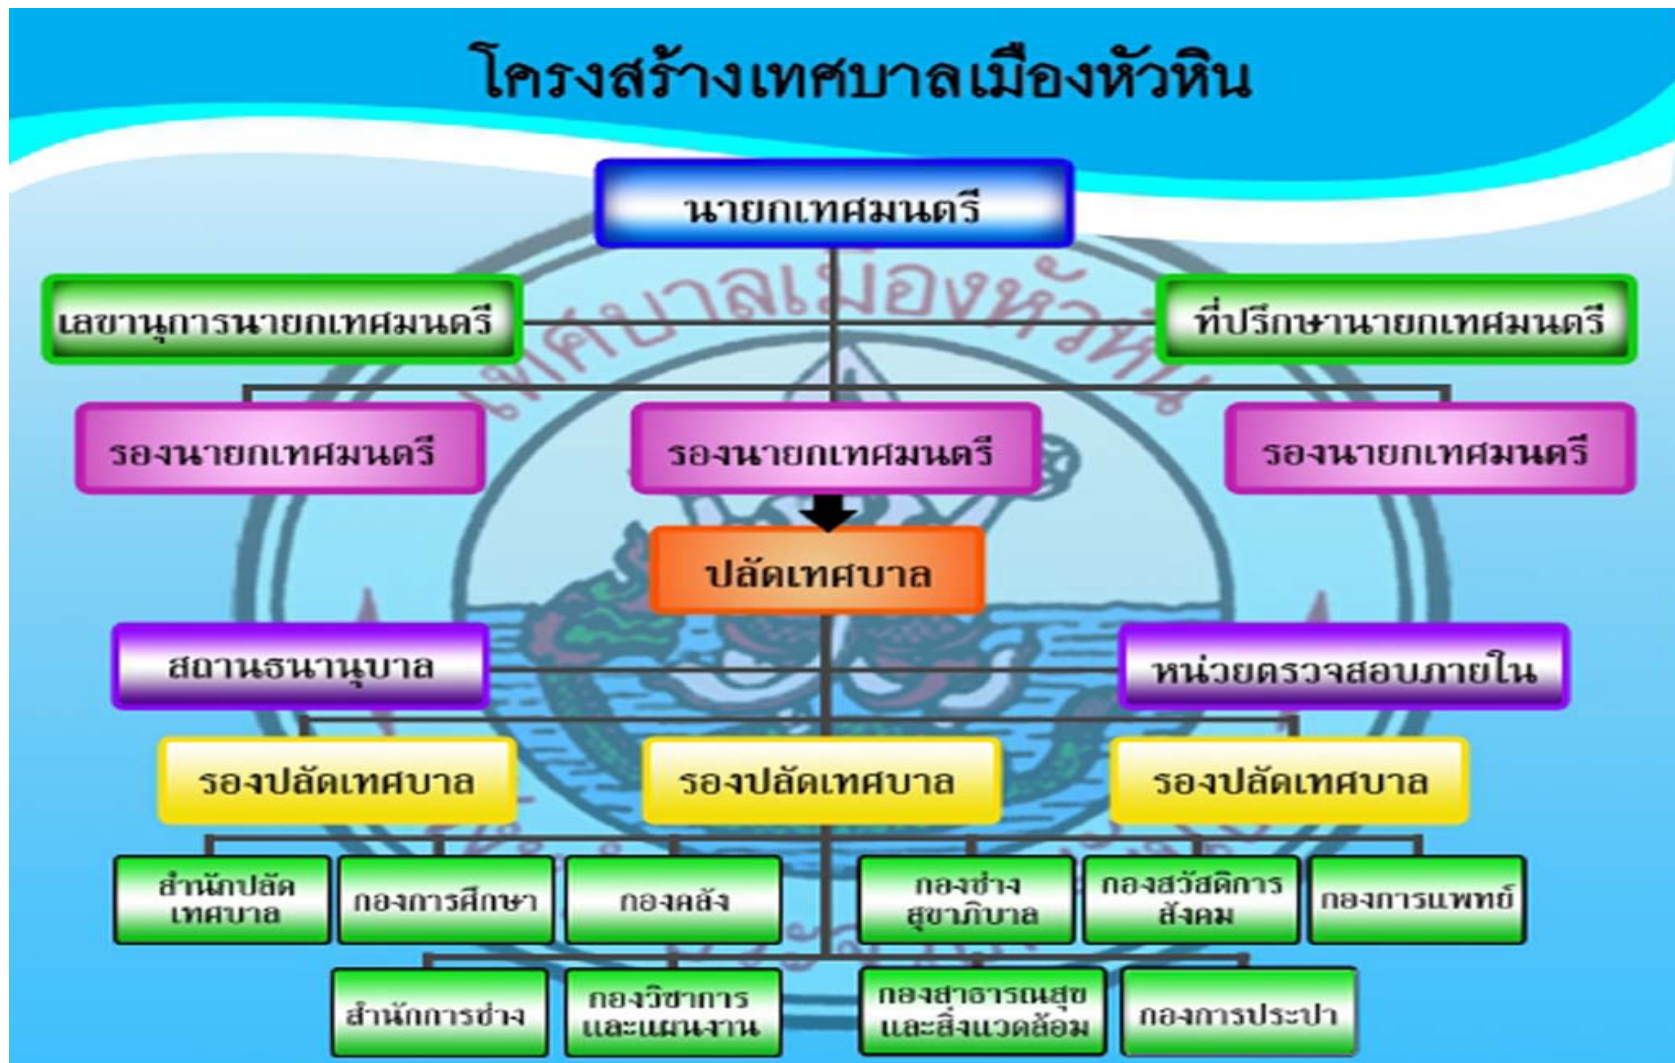 โครงสร้างเทศบาลเมืองหัวหิน
นายกเทศมนตรี
เทศบาลเมืองหัวหิน
เลขานุการนายกเทศมนตรี
ที่ปรึกษานายกเทศมนตรี
รองนายกเทศมนตรี
รองนายกเทศมนตรี
รองนายกเทศมนตรี
ปลัดเทศบาล
สถานธนานุบาล
หน่วยตรวจสอบภายใน
รองปลัดเทศบาล
รองปลัดเทศบาล
รองปลัดเทศบาล
สำนักปลัด
เทศบาล
กองการศึกษา
กองคลัง
กองช่าง
สุขาภิบาล
กองสวัสดิการ
สังคม
กองการแพทย์
สำนักการช่าง
กองวิชาการ
และแผนงาน
กองสาธารณสุข
และสิ่งแวดล้อม
กองการประปา